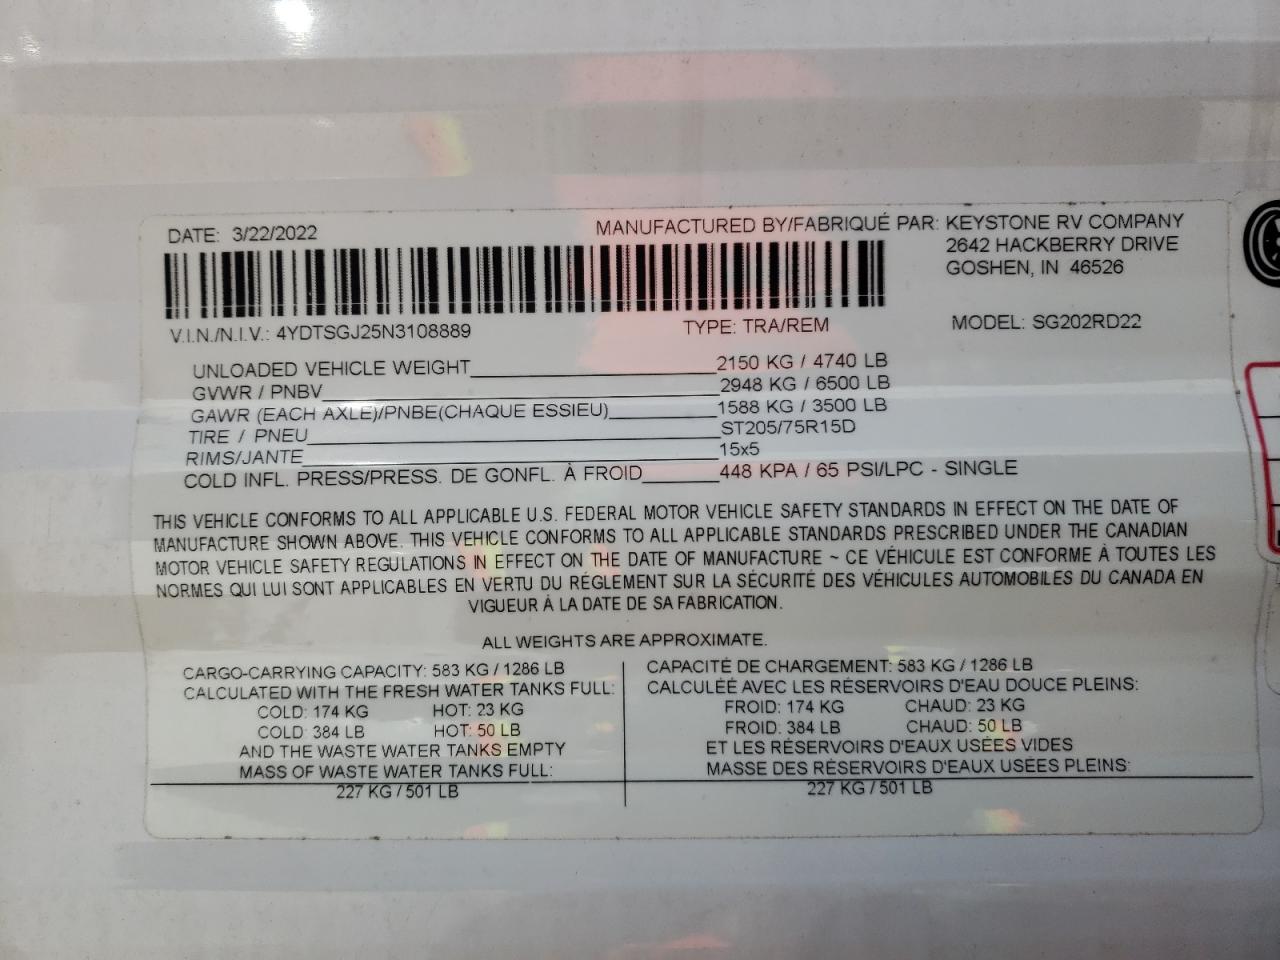 DATE: 3/22/2022
MANUFACTURED BY/FABRIQUÉ PAR: KEYSTONE RV COMPANY
2642 HACKBERRY DRIVE
GOSHEN, IN 46526
V.I.N./N.I.V.: 4YDTSGJ25N3108889 TYPE: TRA/REM MODEL: SG202RD22
UNLOADED VEHICLE WEIGHT 2150 KG / 4740 LB
GVWR / PNBV 2948 KG / 6500 LB
GAWR (EACH AXLE)/PNBE(CHAQUE ESSIEU) 1588 KG / 3500 LB
TIRE / PNEU ST205/75R15D
RIMS/JANTE 15x5
COLD INFL. PRESS/PRESS. DE GONFL. À FROID 448 KPA / 65 PSI/LPC - SINGLE
THIS VEHICLE CONFORMS TO ALL APPLICABLE U.S. FEDERAL MOTOR VEHICLE SAFETY STANDARDS IN EFFECT ON THE DATE OF
MANUFACTURE SHOWN ABOVE. THIS VEHICLE CONFORMS TO ALL APPLICABLE STANDARDS PRESCRIBED UNDER THE CANADIAN
MOTOR VEHICLE SAFETY REGULATIONS IN EFFECT ON THE DATE OF MANUFACTURE ~ CE VÉHICULE EST CONFORME À TOUTES LES
NORMES QUI LUI SONT APPLICABLES EN VERTU DU RÉGLEMENT SUR LA SÉCURITÉ DES VÉHICULES AUTOMOBILES DU CANADA EN
VIGUEUR À LA DATE DE SA FABRICATION.
ALL WEIGHTS ARE APPROXIMATE.
CARGO-CARRYING CAPACITY: 583 KG / 1286 LB
CALCULATED WITH THE FRESH WATER TANKS FULL:
COLD: 174 KG HOT: 23 KG
COLD: 384 LB HOT: 50 LB
AND THE WASTE WATER TANKS EMPTY
MASS OF WASTE WATER TANKS FULL:
227 KG / 501 LB
CAPACITÉ DE CHARGEMENT: 583 KG / 1286 LB
CALCULÉE AVEC LES RÉSERVOIRS D'EAU DOUCE PLEINS:
FROID: 174 KG CHAUD: 23 KG
FROID: 384 LB CHAUD: 50 LB
ET LES RÉSERVOIRS D'EAUX USÉES VIDES
MASSE DES RÉSERVOIRS D'EAUX USÉES PLEINS:
227 KG / 501 LB